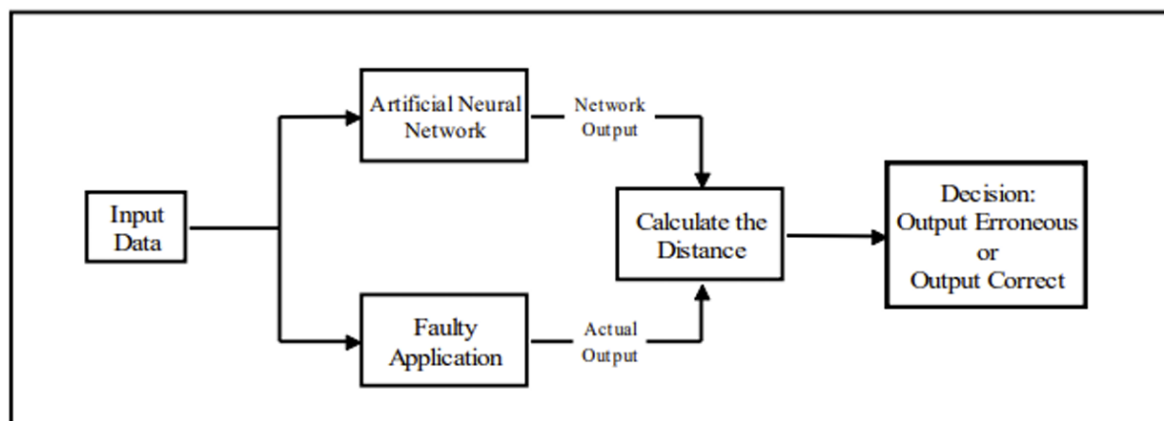 Artificial Neural
Network
Network
Output
Input
Data
Calculate the
Distance
Decision:
Output Erroneous
or
Output Correct
Faulty
Application
Actual
Output